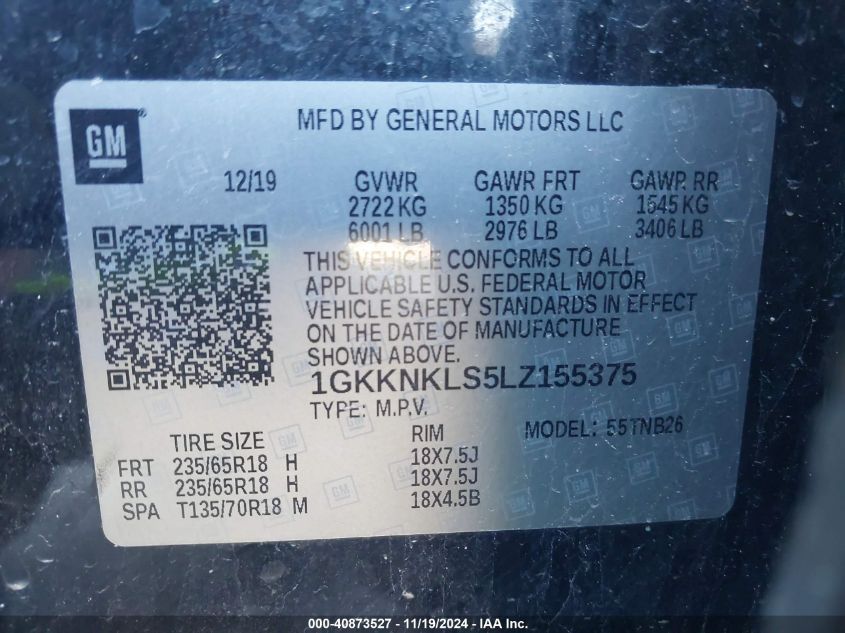 GM
MFD BY GENERAL MOTORS LLC
12/19 GVWR GAWR FRT GAWR RR
2722 KG 1350 KG 1545 KG
6001 LB 2976 LB 3406 LB
THIS VEHICLE CONFORMS TO ALL
APPLICABLE U.S. FEDERAL MOTOR
VEHICLE SAFETY STANDARDS IN EFFECT
ON THE DATE OF MANUFACTURE
SHOWN ABOVE.
1GKKNKLS5LZ155375
TYPE: M.P.V. MODEL: 55TNB26
TIRE SIZE RIM
FRT 235/65R18 H 18X7.5J
RR 235/65R18 H 18X7.5J
SPA T135/70R18 M 18X4.5B
000-40873527 - 11/19/2024 - IAA Inc.